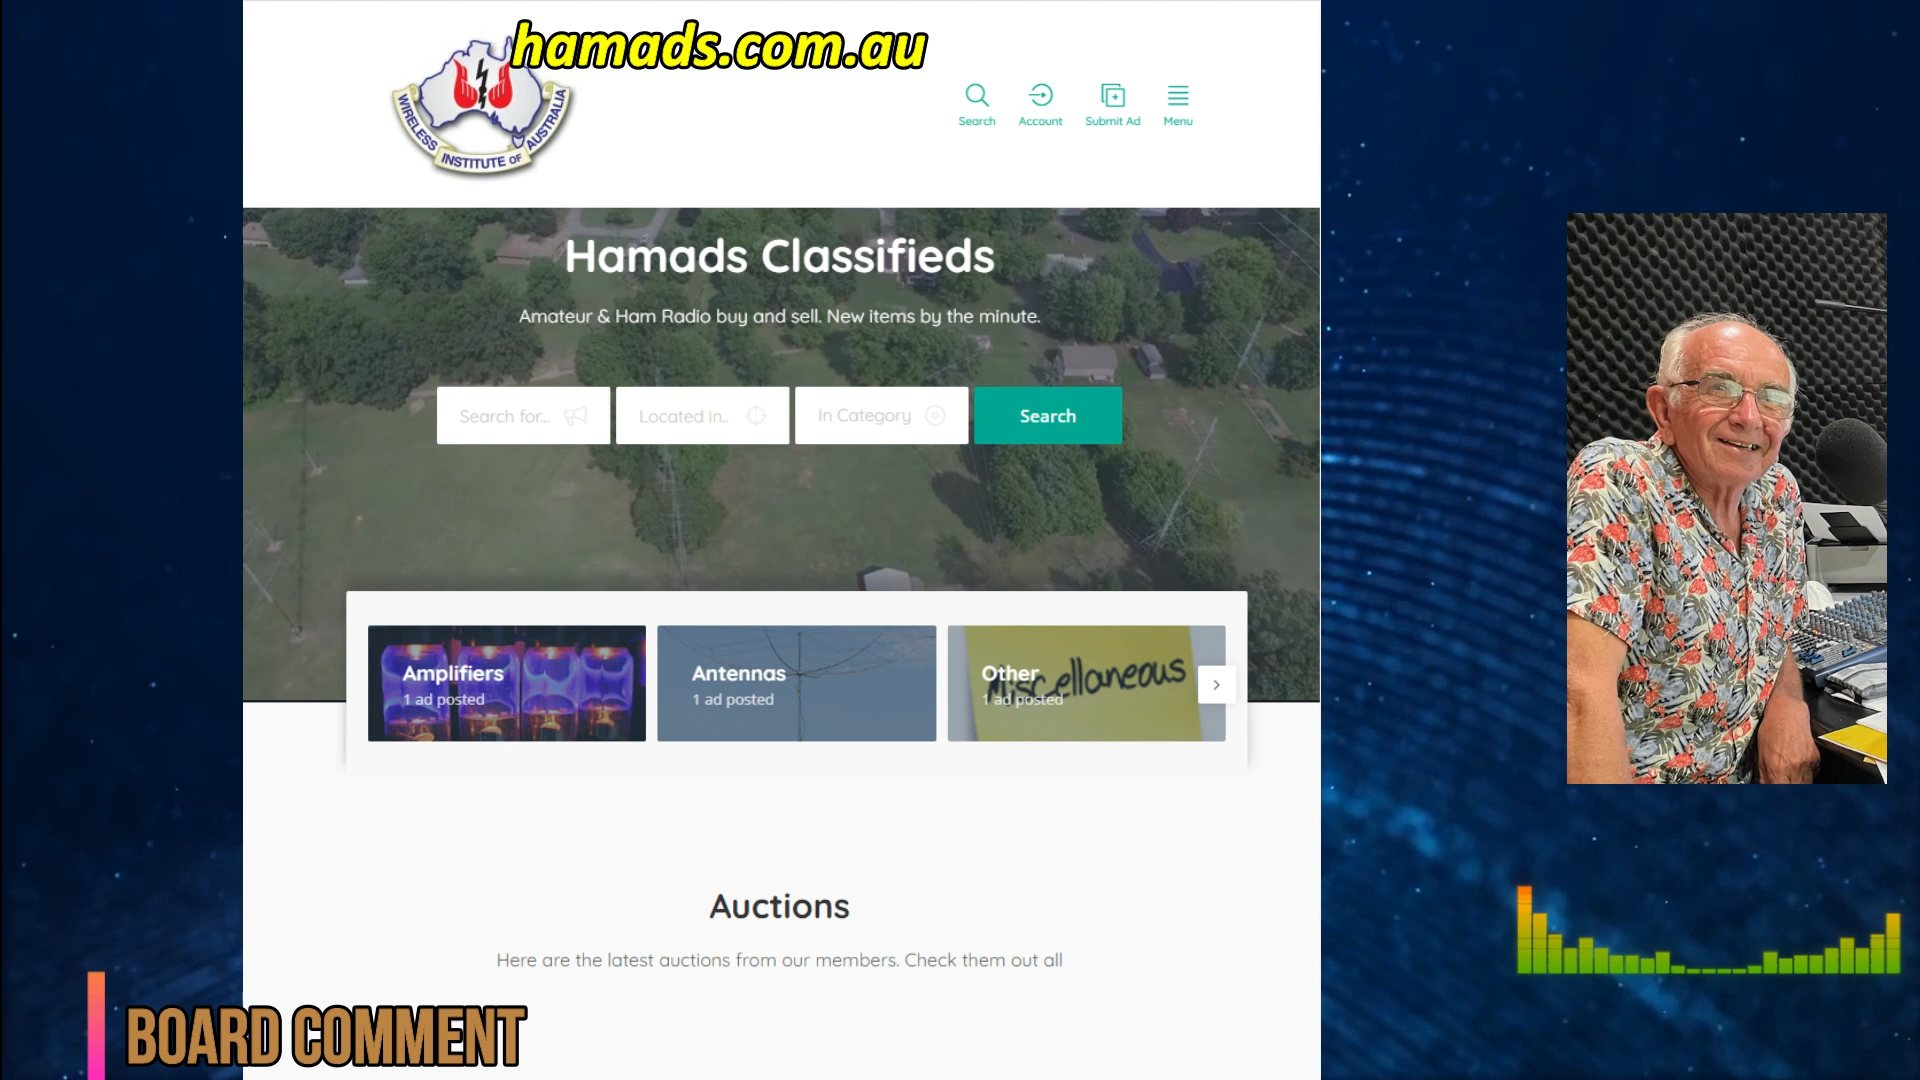 hamads.com.au
WIRELESS INSTITUTE OF AUSTRALIA
Search
Account
Submit Ad
Menu
Hamads Classifieds
Amateur & Ham Radio buy and sell. New items by the minute.
Search for...
Located in..
In Category
Search
Amplifiers
1 ad posted
Antennas
1 ad posted
Other
1 ad posted
Miscellaneous
Auctions
Here are the latest auctions from our members. Check them out all
BOARD COMMENT